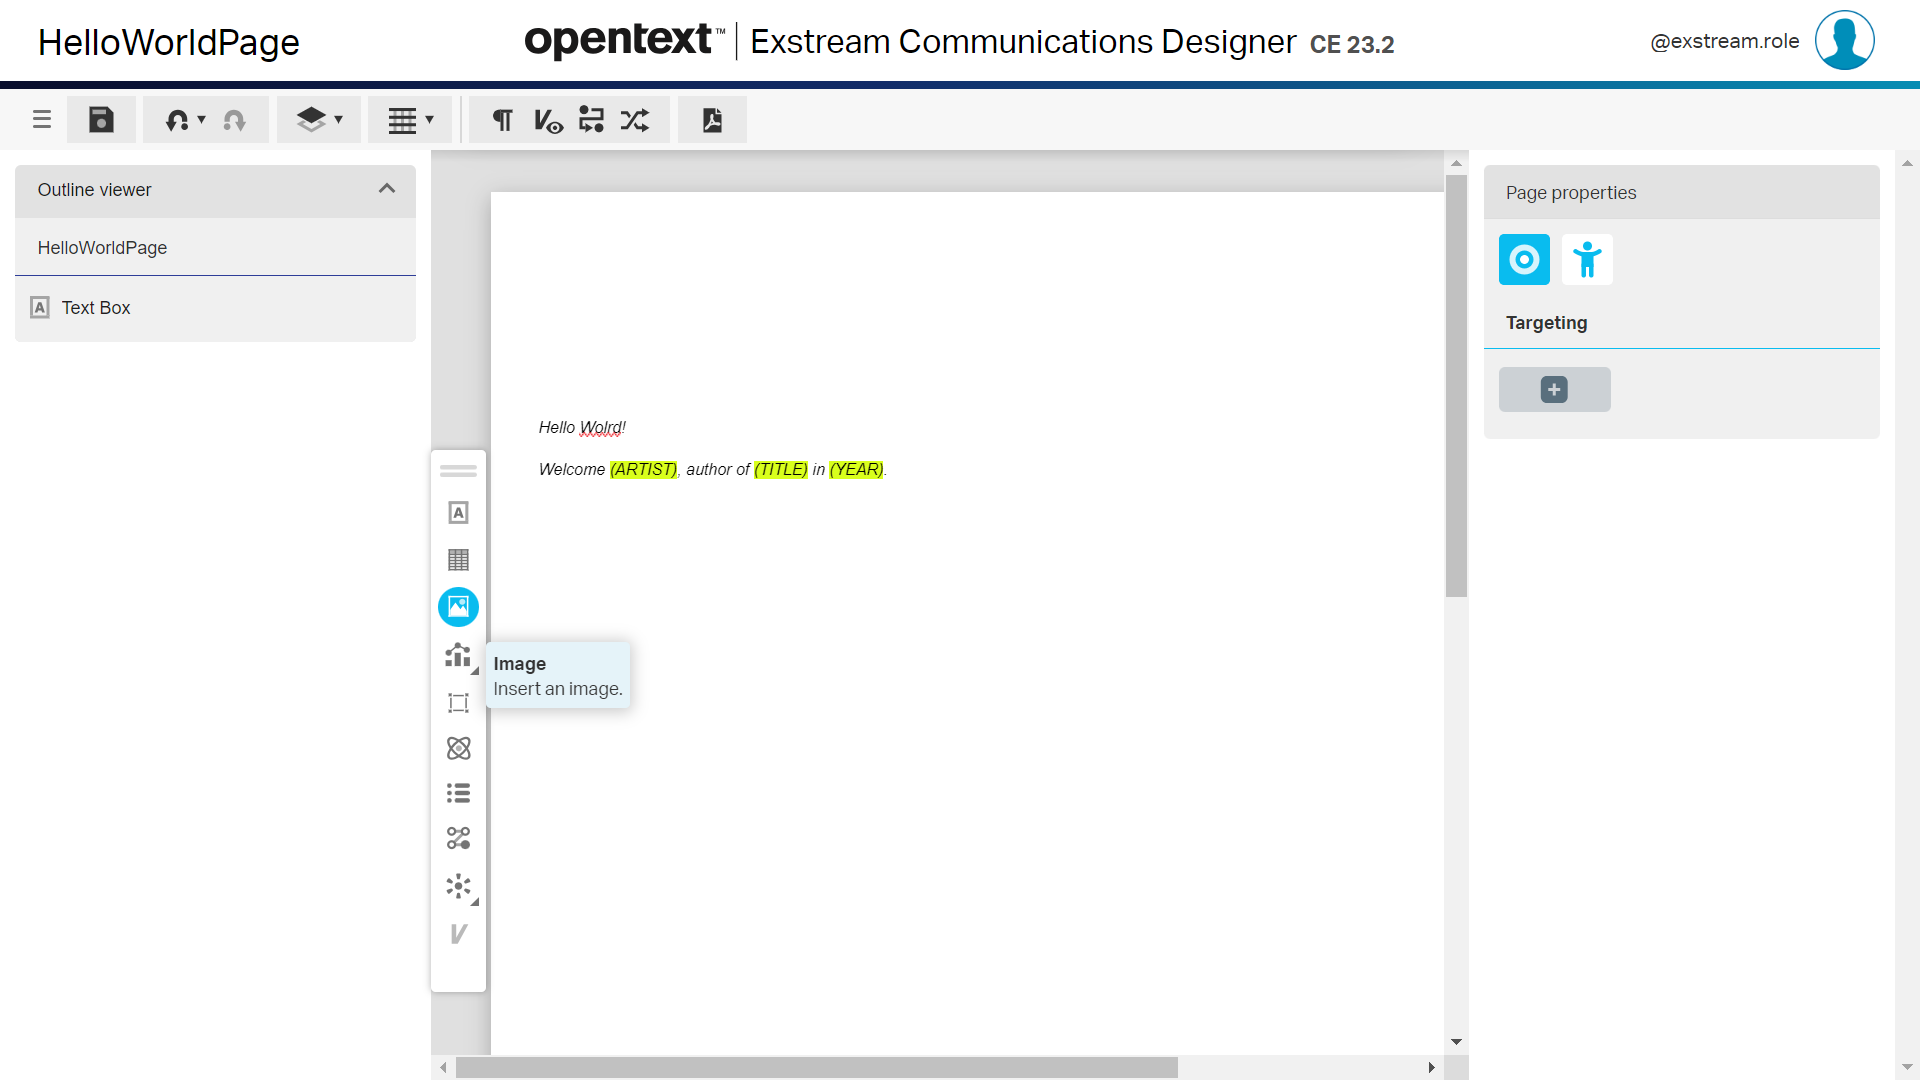 HelloWorldPage
opentext™ | Exstream Communications Designer CE 23.2
@exstream.role
Outline viewer
HelloWorldPage
A Text Box
Page properties
Targeting
Hello Wolrd!
Welcome (ARTIST), author of (TITLE) in (YEAR).
Image
Insert an image.